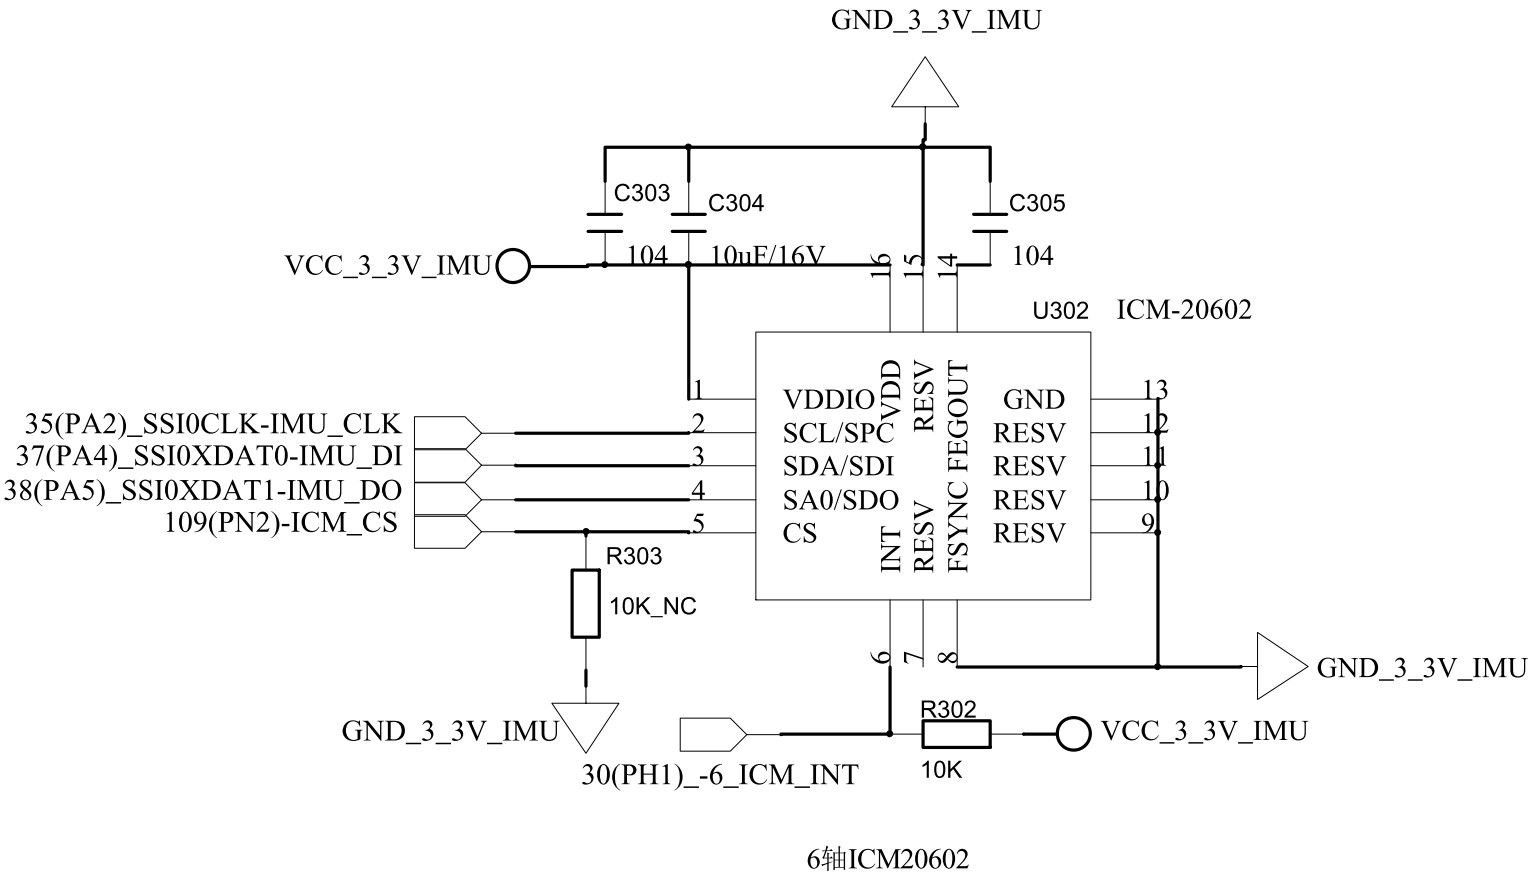 GND_3_3V_IMU
C303
C304
C305
104
10uF/16V
104
VCC_3_3V_IMU
16
15
14
U302
ICM-20602
1
VDDIO
VDD
RESV
FEGOUT
GND
13
35(PA2)_SSI0CLK-IMU_CLK
2
SCL/SPC
RESV
12
37(PA4)_SSI0XDAT0-IMU_DI
3
SDA/SDI
RESV
11
38(PA5)_SSI0XDAT1-IMU_DO
4
SA0/SDO
RESV
10
109(PN2)-ICM_CS
5
CS
INT
RESV
FSYNC
RESV
9
R303
10K_NC
6
7
8
GND_3_3V_IMU
GND_3_3V_IMU
R302
VCC_3_3V_IMU
10K
30(PH1)_-6_ICM_INT
6轴ICM20602